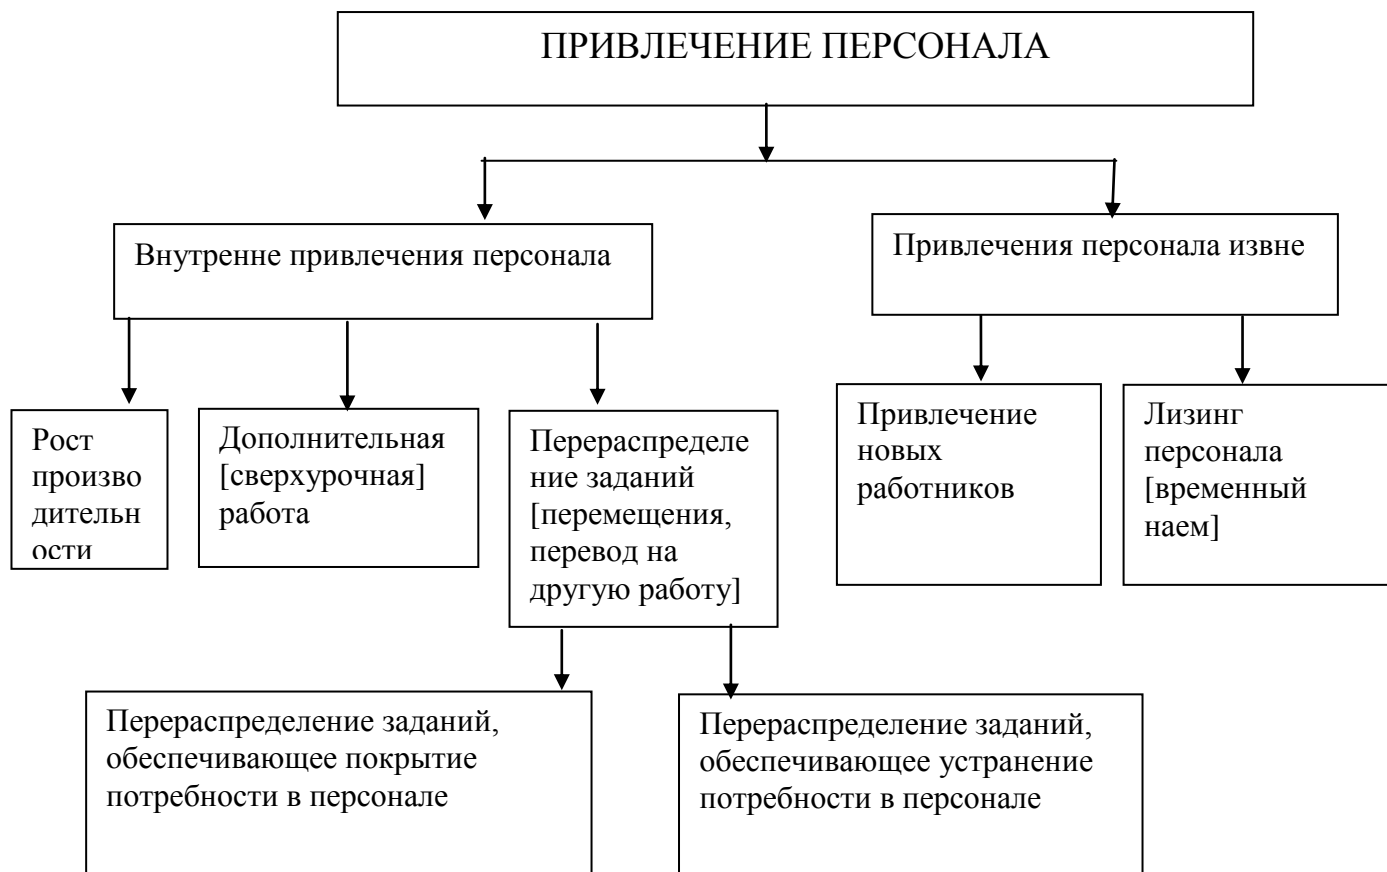 ПРИВЛЕЧЕНИЕ ПЕРСОНАЛА
Внутренне привлечения персонала
Привлечения персонала извне
Рост
произво
дительн
ости
Дополнительная
[сверхурочная]
работа
Перераспределе
ние заданий
[перемещения,
перевод на
другую работу]
Привлечение
новых
работников
Лизинг
персонала
[временный
наем]
Перераспределение заданий,
обеспечивающее покрытие
потребности в персонале
Перераспределение заданий,
обеспечивающее устранение
потребности в персонале